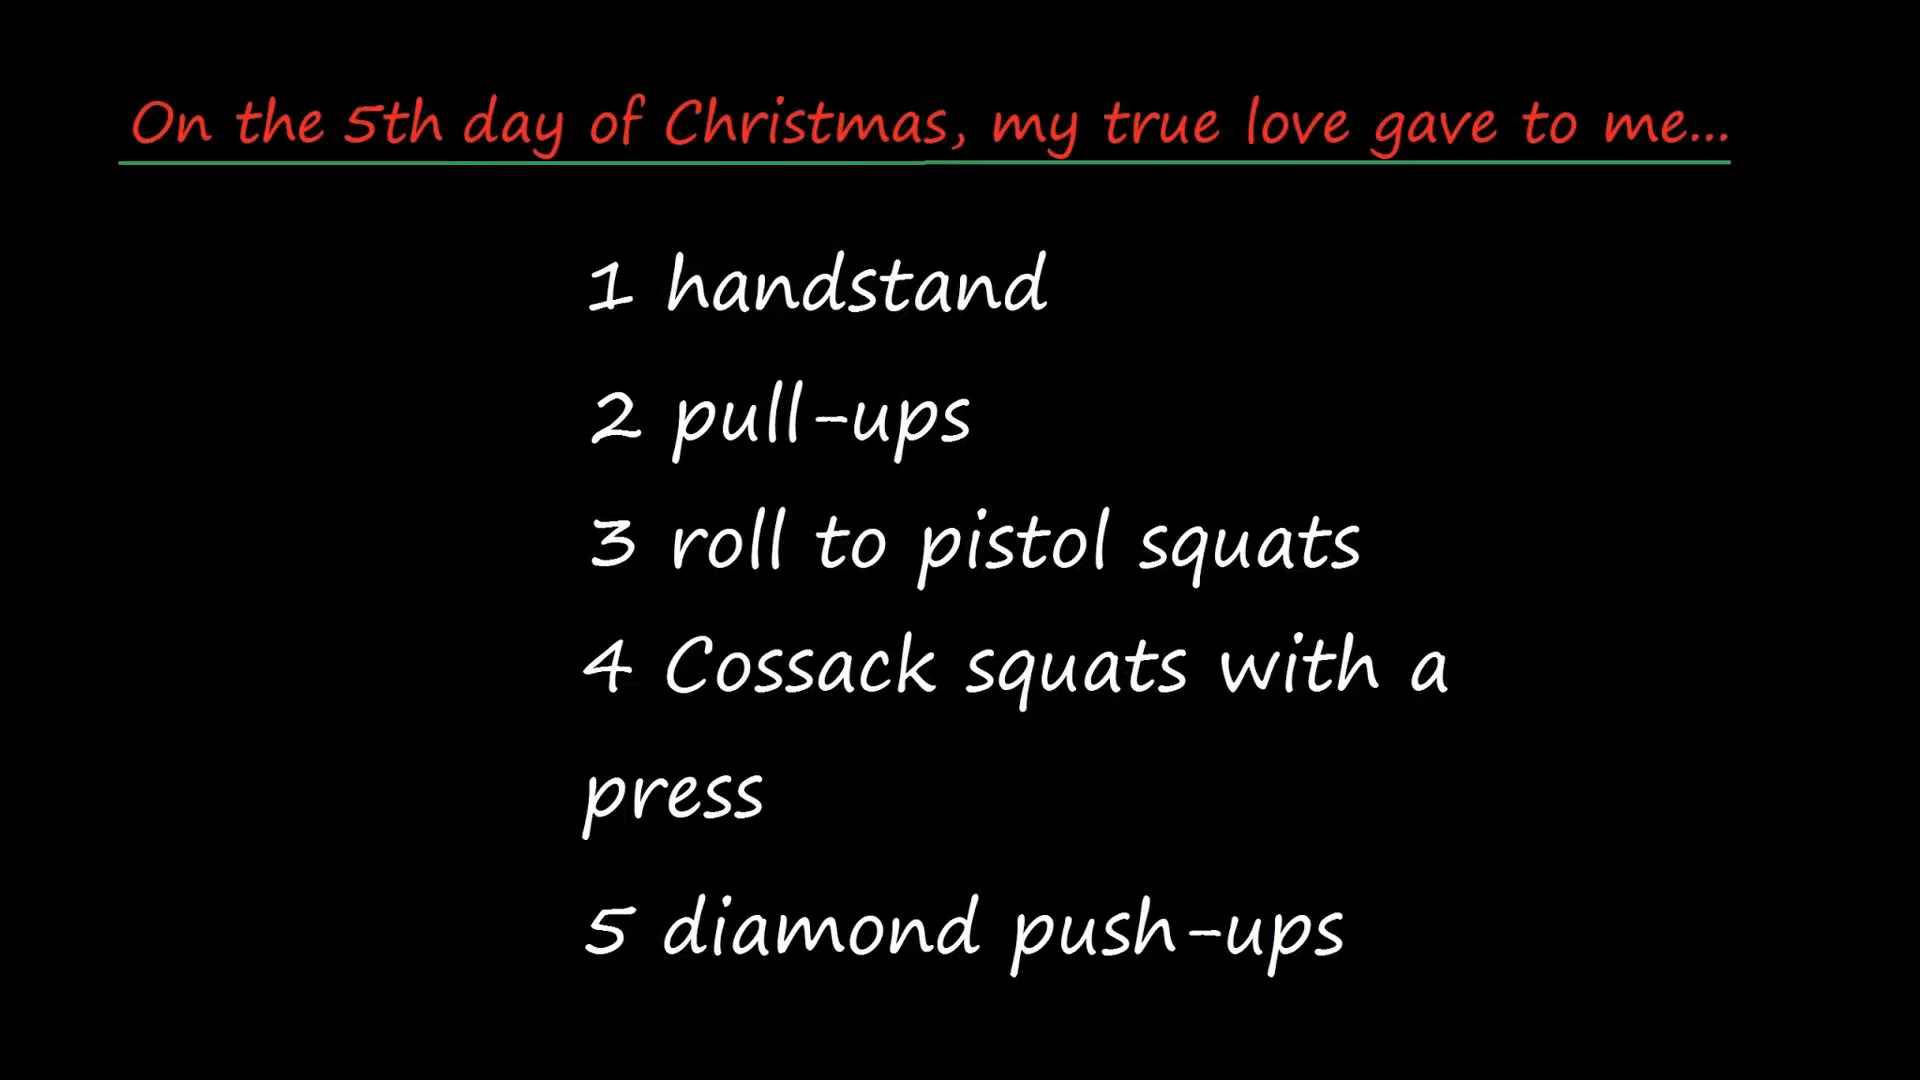 On the 5th day of Christmas, my true love gave to me...
1 handstand
2 pull-ups
3 roll to pistol squats
4 Cossack squats with a
press
5 diamond push-ups